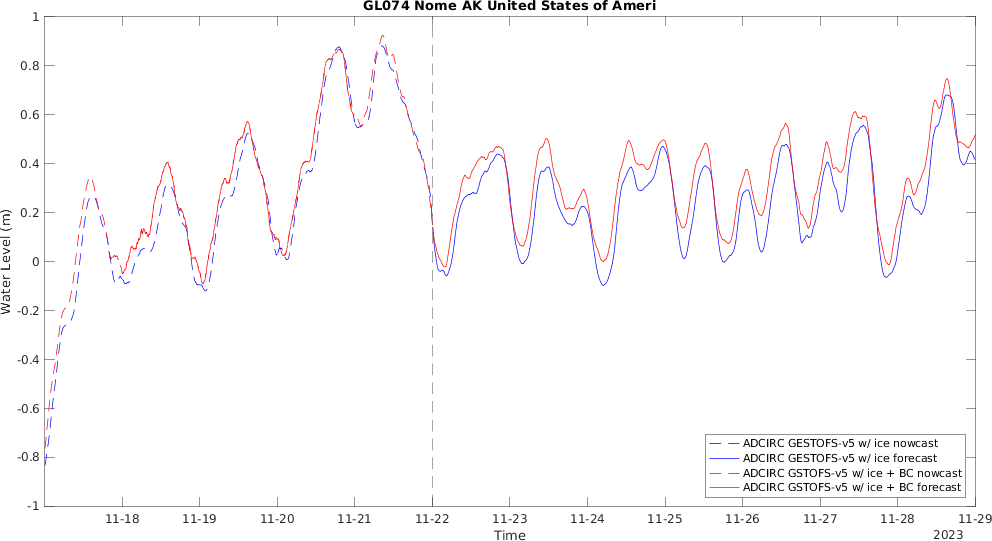 GL074 Nome AK United States of Ameri
Water Level (m)
1
0.8
0.6
0.4
0.2
0
-0.2
-0.4
-0.6
-0.8
-1
ADCIRC GESTOFS-v5 w/ ice nowcast
ADCIRC GESTOFS-v5 w/ ice forecast
ADCIRC GSTOFS-v5 w/ ice + BC nowcast
ADCIRC GSTOFS-v5 w/ ice + BC forecast
11-18 11-19 11-20 11-21 11-22 11-23 11-24 11-25 11-26 11-27 11-28 11-29
Time
2023